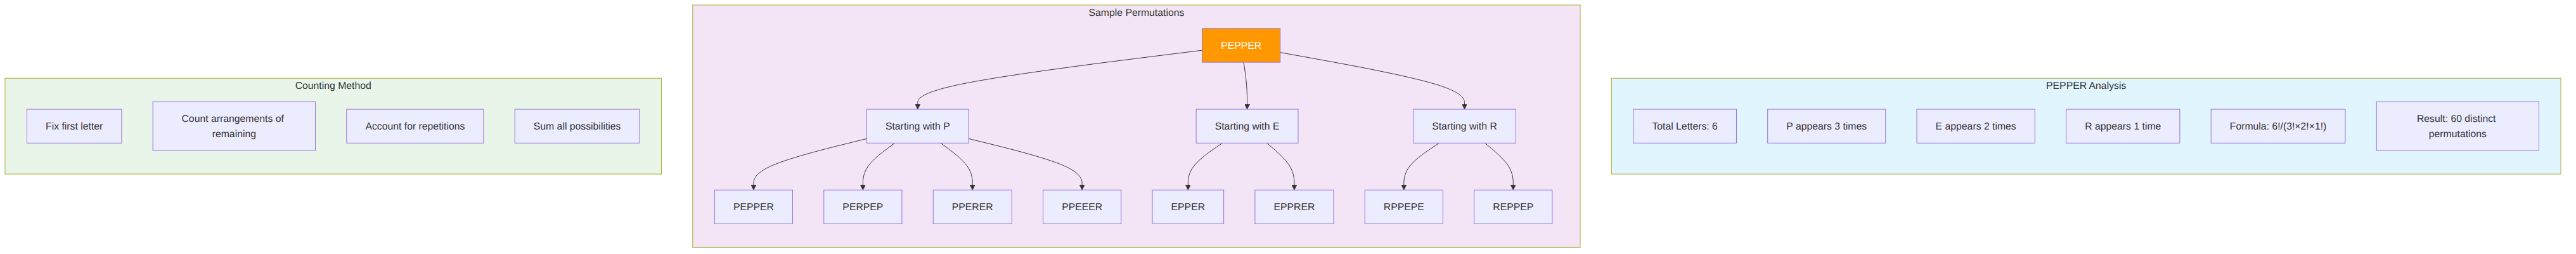 Counting Method
Fix first letter
Count arrangements of
remaining
Account for repetitions
Sum all possibilities
Sample Permutations
PEPPER
Starting with P
Starting with E
Starting with R
PEPPER
PERPEP
PPERER
PPEEER
EPPER
EPPRER
RPPEPE
REPPEP
PEPPER Analysis
Total Letters: 6
P appears 3 times
E appears 2 times
R appears 1 time
Formula: 6!/(3!×2!×1!)
Result: 60 distinct
permutations